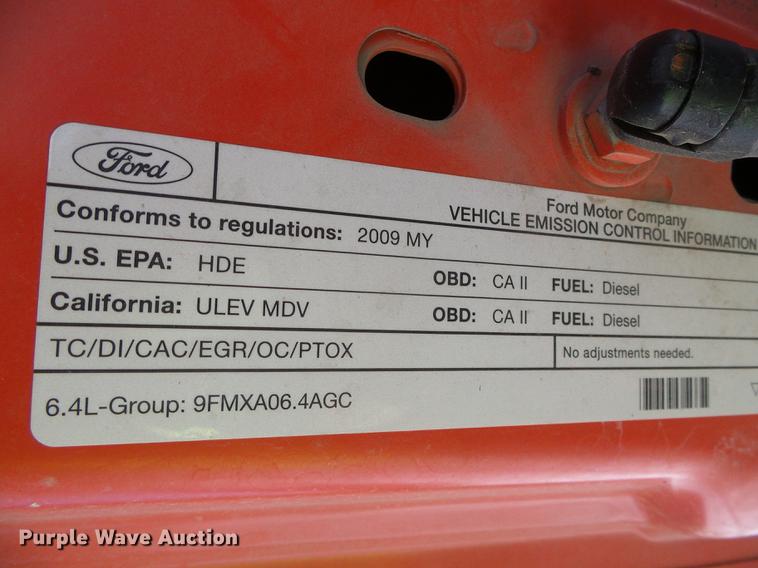 Ford
Ford Motor Company
VEHICLE EMISSION CONTROL INFORMATION
Conforms to regulations: 2009 MY
U.S. EPA: HDE OBD: CA II FUEL: Diesel
California: ULEV MDV OBD: CA II FUEL: Diesel
TC/DI/CAC/EGR/OC/PTOX No adjustments needed.
6.4L-Group: 9FMXA06.4AGC
Purple Wave Auction